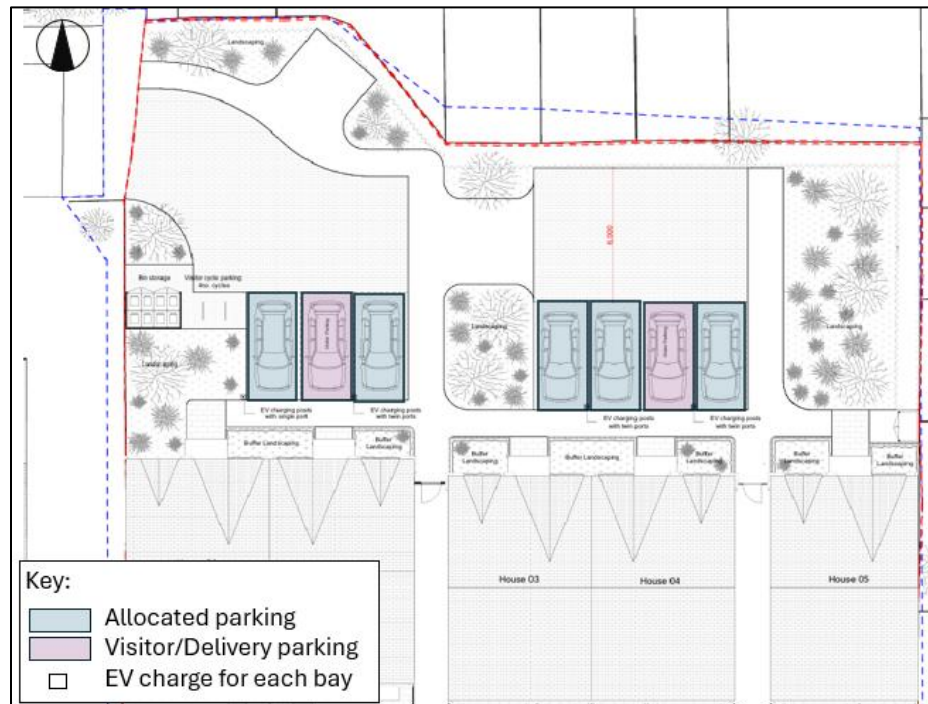 Landscaping
6,000
Bin storage
Visitor cycle parking
4no. cycles
Visitor Parking
Visitor Parking
Landscaping
Landscaping
Landscaping
EV charging posts
with single port
EV charging posts
with twin ports
EV charging posts
with twin ports
EV charging posts
with twin ports
Buffer Landscaping
Buffer
Landscaping
Buffer
Landscaping
Buffer Landscaping
Buffer
Landscaping
Buffer
Landscaping
Buffer
Landscaping
House 03
House 04
House 05
Key:
Allocated parking
Visitor/Delivery parking
EV charge for each bay